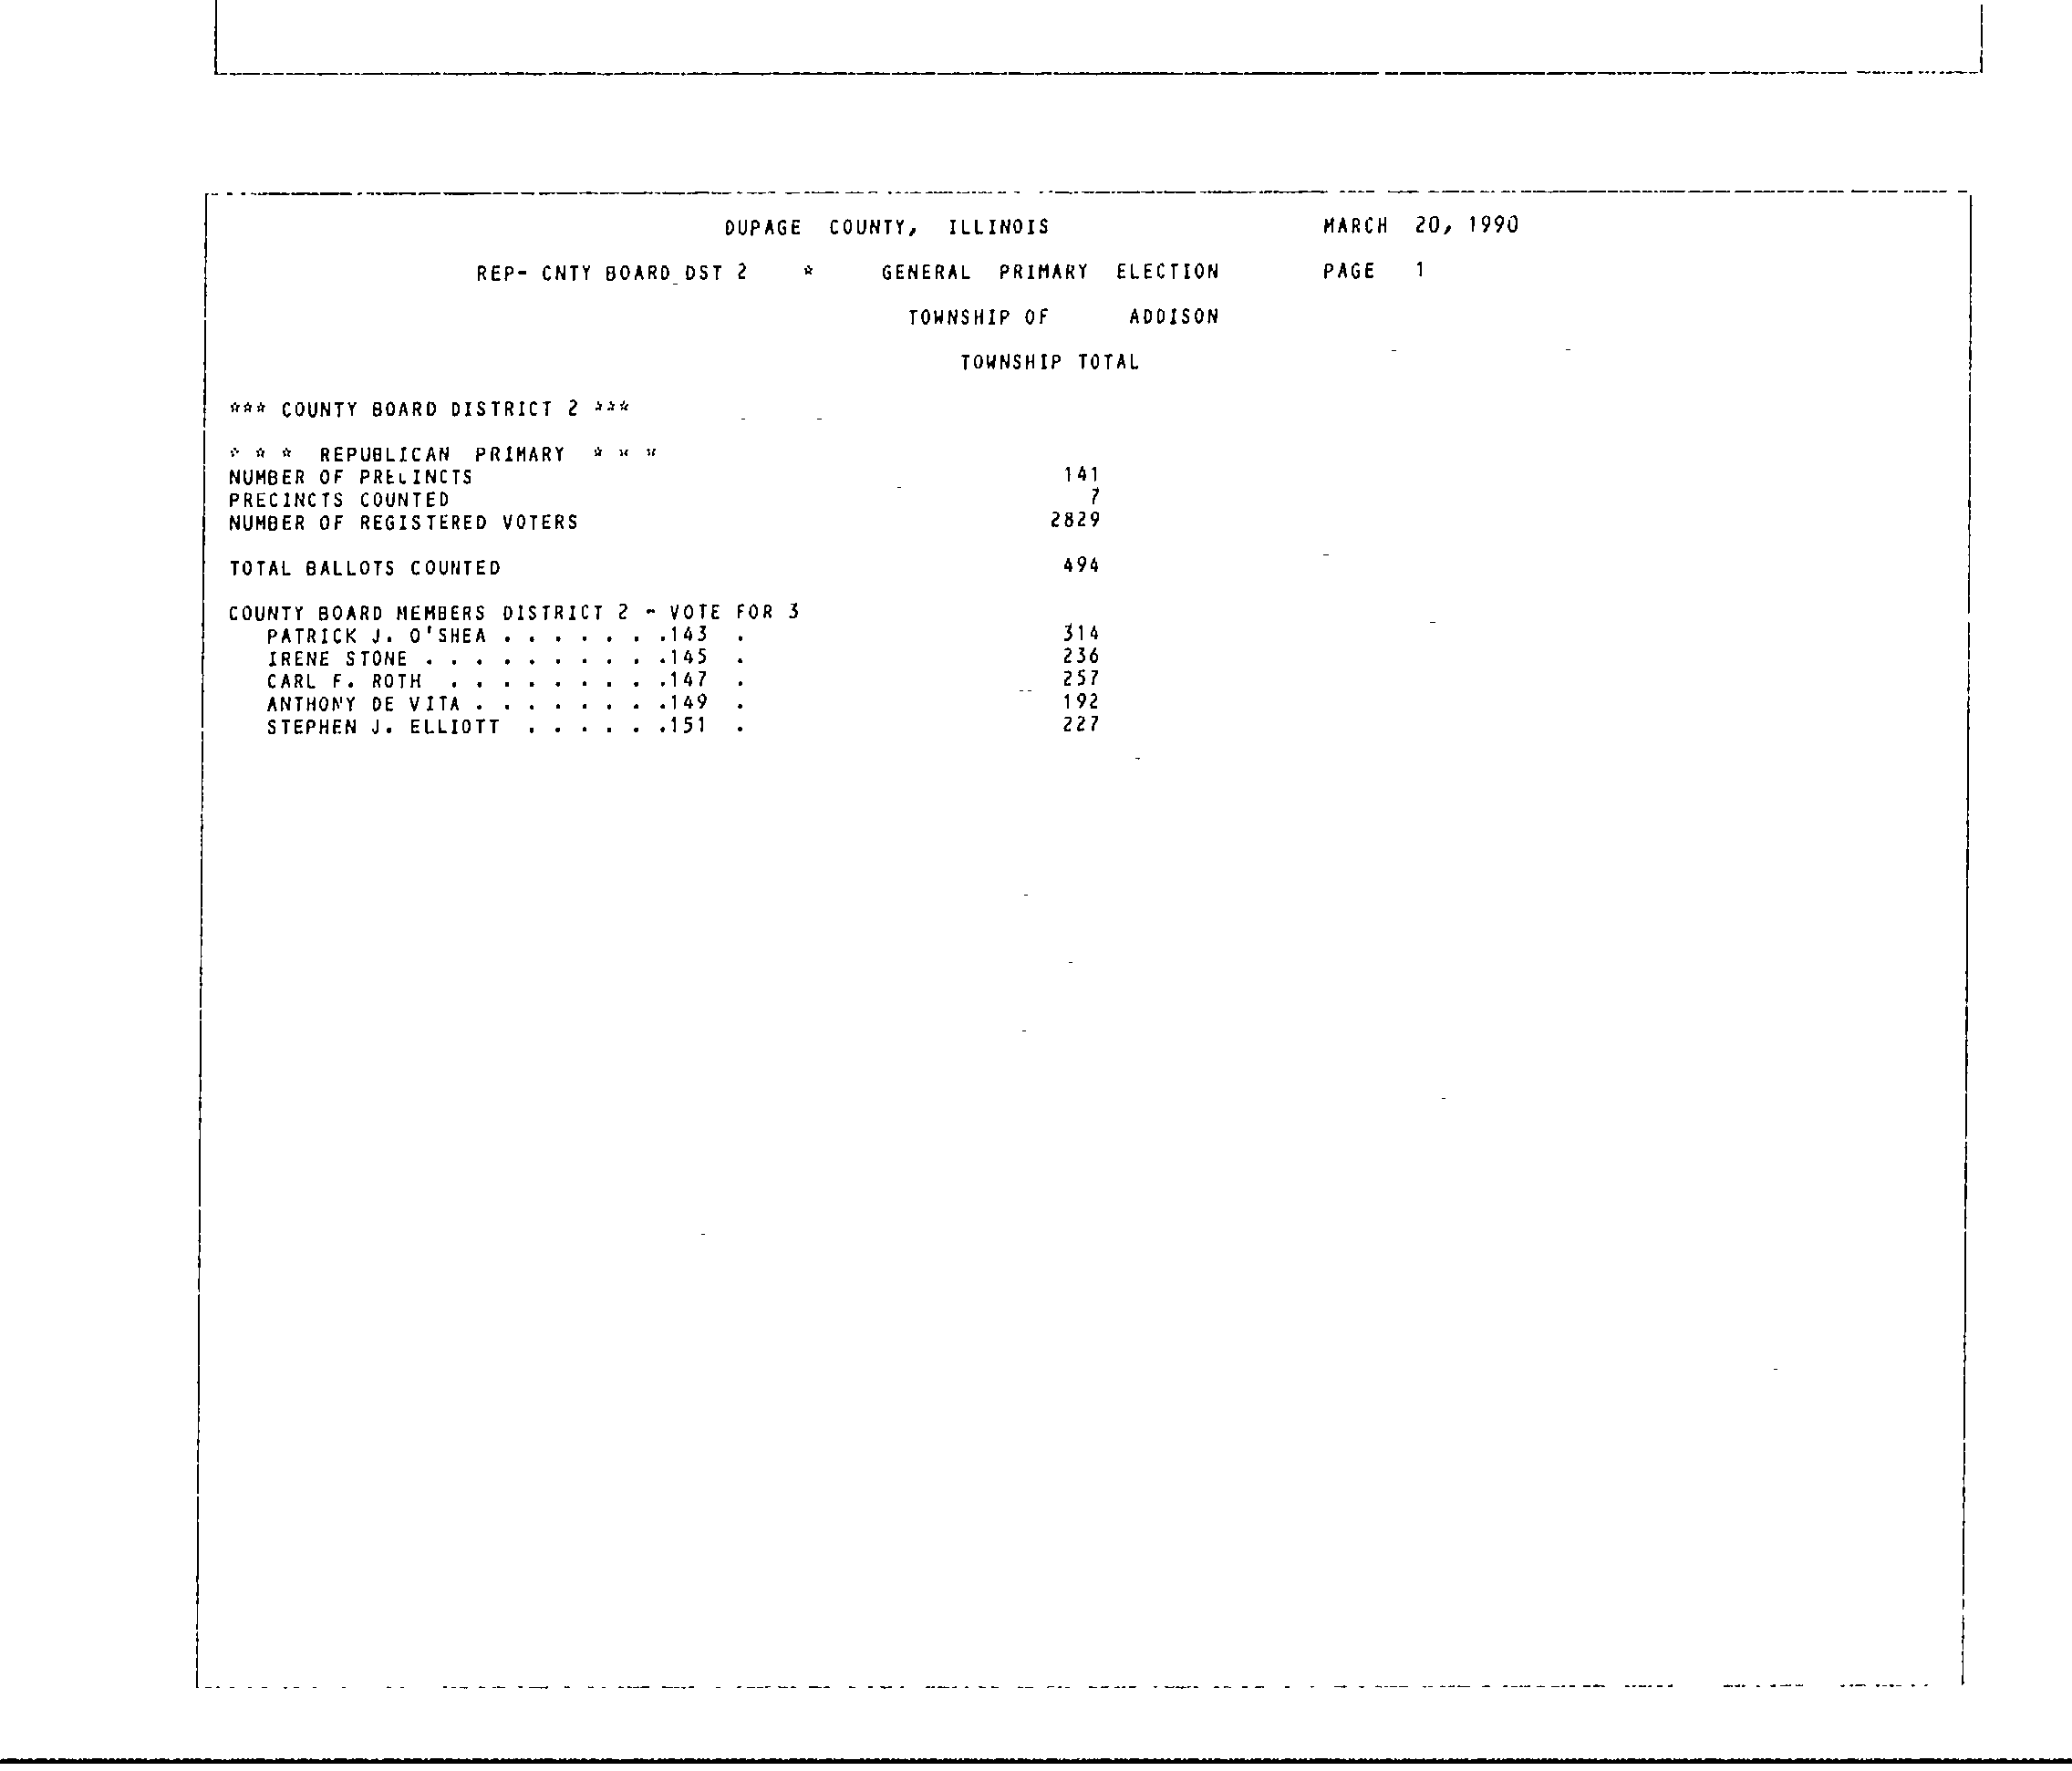 DUPAGE COUNTY, ILLINOIS MARCH 20, 1990
REP- CNTY BOARD DST 2 * GENERAL PRIMARY ELECTION PAGE 1
TOWNSHIP OF ADDISON
TOWNSHIP TOTAL
*** COUNTY BOARD DISTRICT 2 ***
* * * REPUBLICAN PRIMARY * * *
NUMBER OF PRECINCTS 141
PRECINCTS COUNTED 7
NUMBER OF REGISTERED VOTERS 2829
TOTAL BALLOTS COUNTED 494
COUNTY BOARD MEMBERS DISTRICT 2 - VOTE FOR 3
PATRICK J. O'SHEA . . . . . . .143 . 314
IRENE STONE . . . . . . . . . .145 . 236
CARL F. ROTH . . . . . . . . .147 . 257
ANTHONY DE VITA . . . . . . . .149 . 192
STEPHEN J. ELLIOTT . . . . . .151 . 227